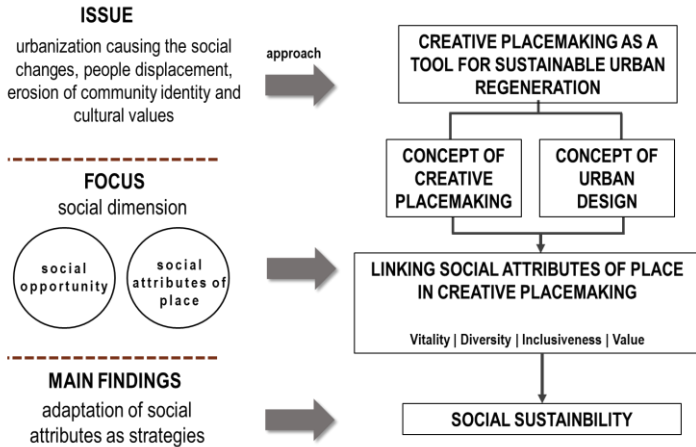 ISSUE
urbanization causing the social
changes, people displacement,
erosion of community identity and
cultural values
approach
CREATIVE PLACEMAKING AS A
TOOL FOR SUSTAINABLE URBAN
REGENERATION
CONCEPT OF
CREATIVE
PLACEMAKING
CONCEPT OF
URBAN
DESIGN
FOCUS
social dimension
social
opportunity
social
attributes of
place
LINKING SOCIAL ATTRIBUTES OF PLACE
IN CREATIVE PLACEMAKING
Vitality | Diversity | Inclusiveness | Value
MAIN FINDINGS
adaptation of social
attributes as strategies
SOCIAL SUSTAINBILITY